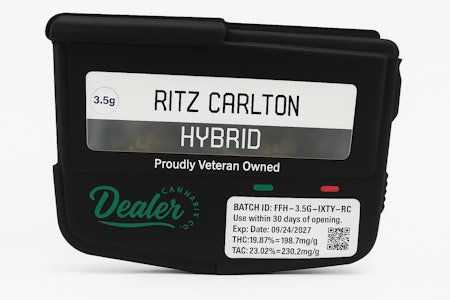 3.5g
RITZ CARLTON
HYBRID
Proudly Veteran Owned
Dealer
CANNABIS CO.
BATCH ID: FFH-3.5G-IXTY-RC
Use within 30 days of opening.
Exp: Date: 09/24/2027
THC:19.87%=198.7mg/g
TAC:23.02%=230.2mg/g